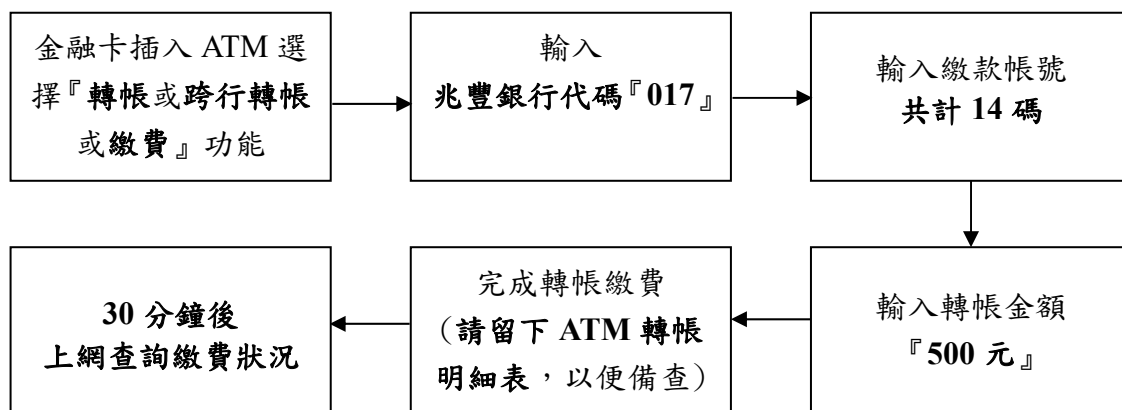 金融卡插入 ATM 選
擇『轉帳或跨行轉帳
或繳費』功能
輸入
兆豐銀行代碼『017』
輸入繳款帳號
共計 14 碼
輸入轉帳金額
『500 元』
完成轉帳繳費
（請留下 ATM 轉帳
明細表，以便備查）
30 分鐘後
上網查詢繳費狀況